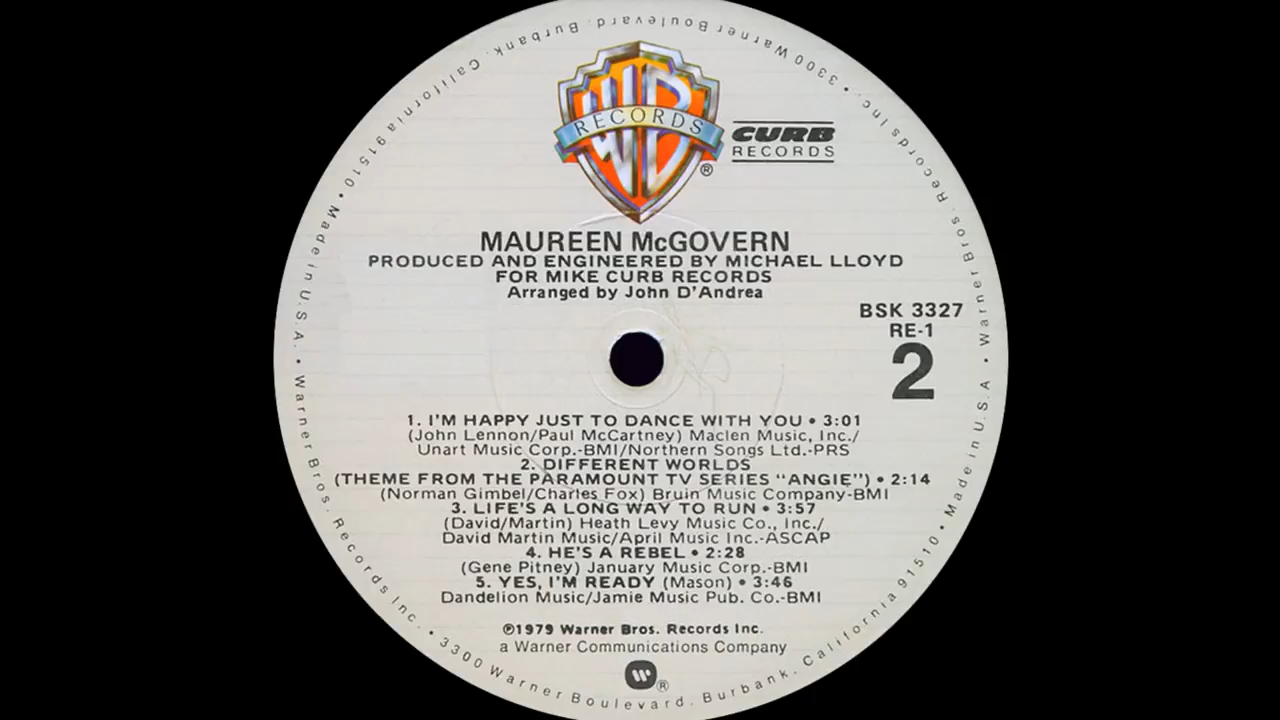 WB
RECORDS
®
CURB
RECORDS
MAUREEN McGOVERN
PRODUCED AND ENGINEERED BY MICHAEL LLOYD
FOR MIKE CURB RECORDS
Arranged by John D'Andrea
BSK 3327
RE-1
2
1. I'M HAPPY JUST TO DANCE WITH YOU • 3:01
(John Lennon/Paul McCartney) Maclen Music, Inc./
Unart Music Corp.-BMI/Northern Songs Ltd.-PRS
2. DIFFERENT WORLDS
(THEME FROM THE PARAMOUNT TV SERIES "ANGIE") • 2:14
(Norman Gimbel/Charles Fox) Bruin Music Company-BMI
3. LIFE'S A LONG WAY TO RUN • 3:57
(David/Martin) Heath Levy Music Co., Inc./
David Martin Music/April Music Inc.-ASCAP
4. HE'S A REBEL • 2:28
(Gene Pitney) January Music Corp.-BMI
5. YES, I'M READY (Mason) • 3:46
Dandelion Music/Jamie Music Pub. Co.-BMI
℗1979 Warner Bros. Records Inc.
a Warner Communications Company
®
Made in U.S.A. • Warner Bros. Records Inc. • 3300 Warner Boulevard, Burbank, California 91510 • Made in U.S.A. • Warner Bros. Records Inc. • 3300 Warner Boulevard, Burbank, California 91510 •